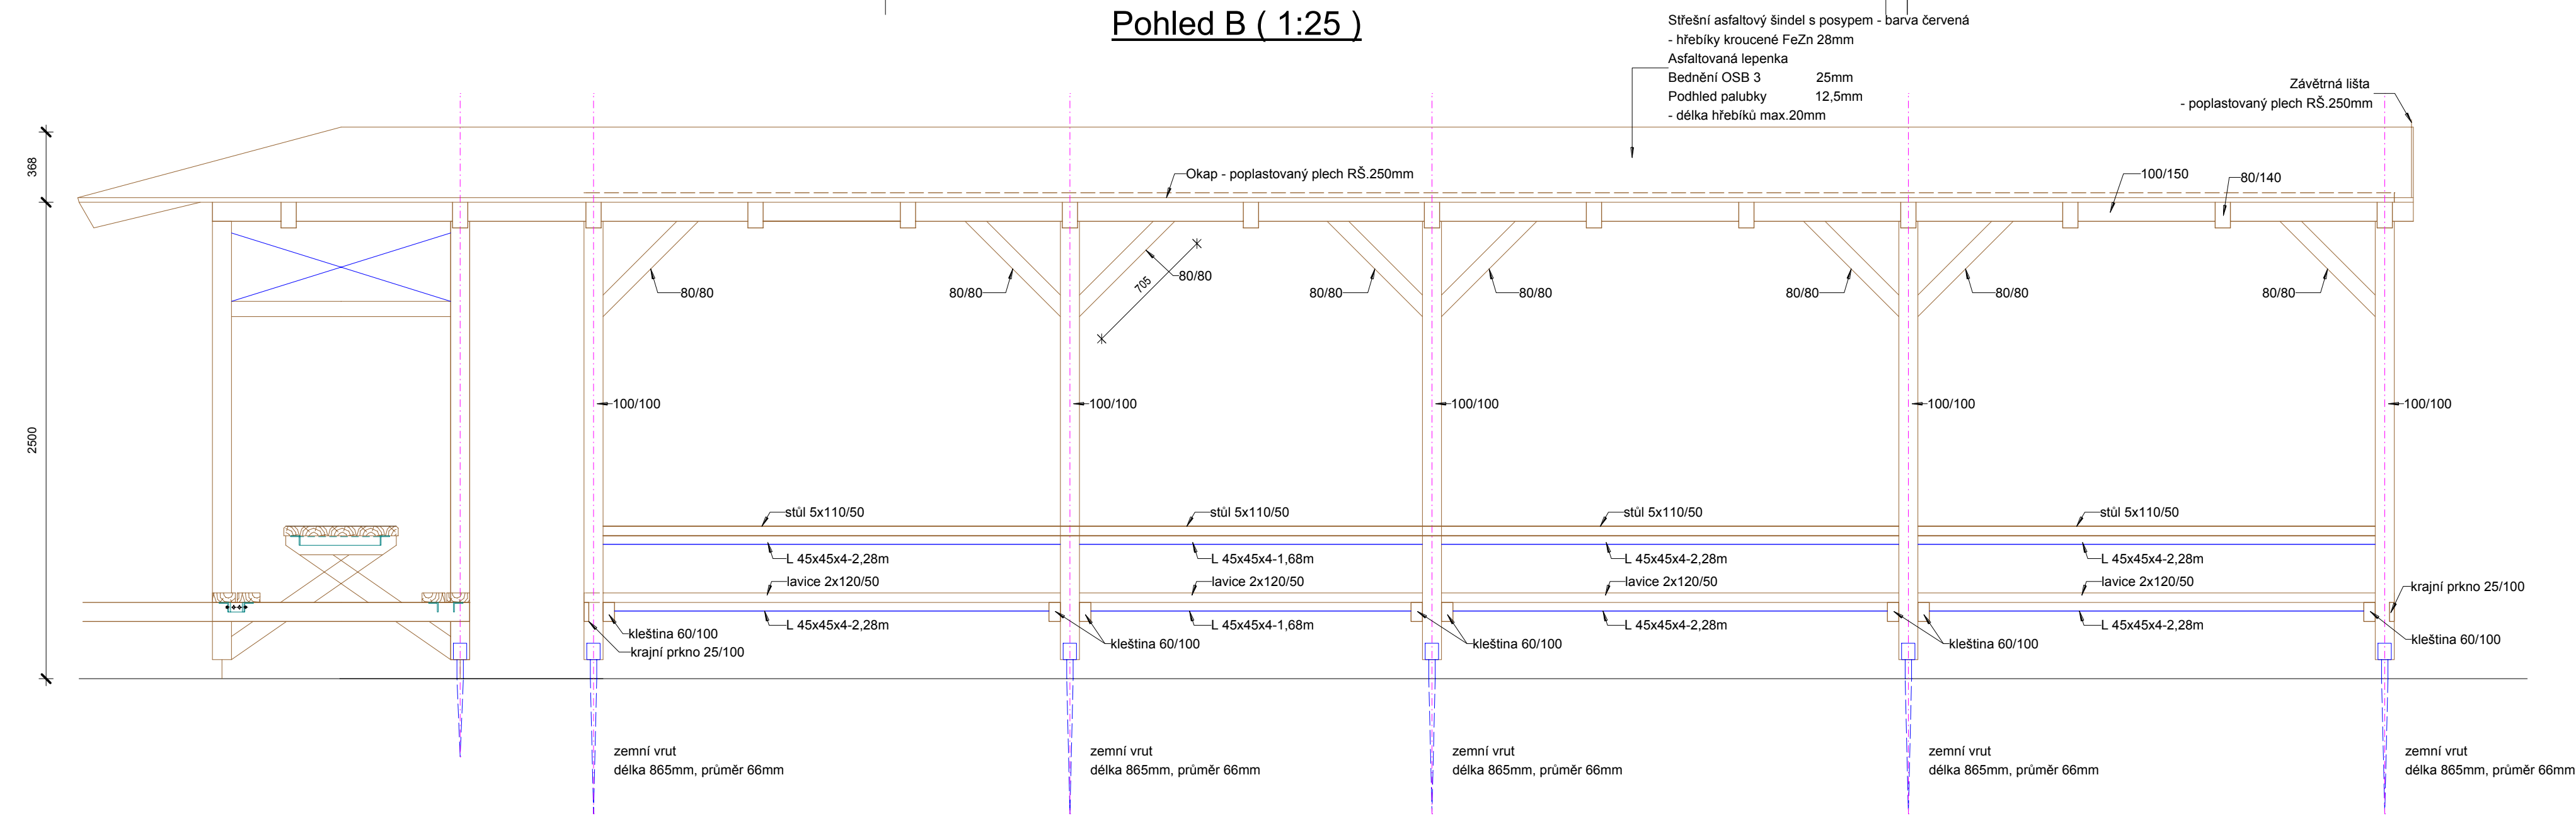 Pohled B ( 1:25 )
Střešní asfaltový šindel s posypem - barva červená
- hřebíky kroucené FeZn 28mm
Asfaltovaná lepenka
Bednění OSB 3 25mm
Podhled palubky 12,5mm
- délka hřebíků max.20mm
Závětrná lišta
- poplastovaný plech RŠ.250mm
368
Okap - poplastovaný plech RŠ.250mm
100/150
80/140
80/80
80/80
705
80/80
80/80
80/80
80/80
80/80
80/80
2500
100/100
100/100
100/100
100/100
100/100
stůl 5x110/50
stůl 5x110/50
stůl 5x110/50
stůl 5x110/50
L 45x45x4-2,28m
L 45x45x4-1,68m
L 45x45x4-2,28m
L 45x45x4-2,28m
lavice 2x120/50
lavice 2x120/50
lavice 2x120/50
lavice 2x120/50
krajní prkno 25/100
L 45x45x4-2,28m
L 45x45x4-1,68m
L 45x45x4-2,28m
L 45x45x4-2,28m
kleština 60/100
krajní prkno 25/100
kleština 60/100
kleština 60/100
kleština 60/100
kleština 60/100
zemní vrut
délka 865mm, průměr 66mm
zemní vrut
délka 865mm, průměr 66mm
zemní vrut
délka 865mm, průměr 66mm
zemní vrut
délka 865mm, průměr 66mm
zemní vrut
délka 865mm, průměr 66mm